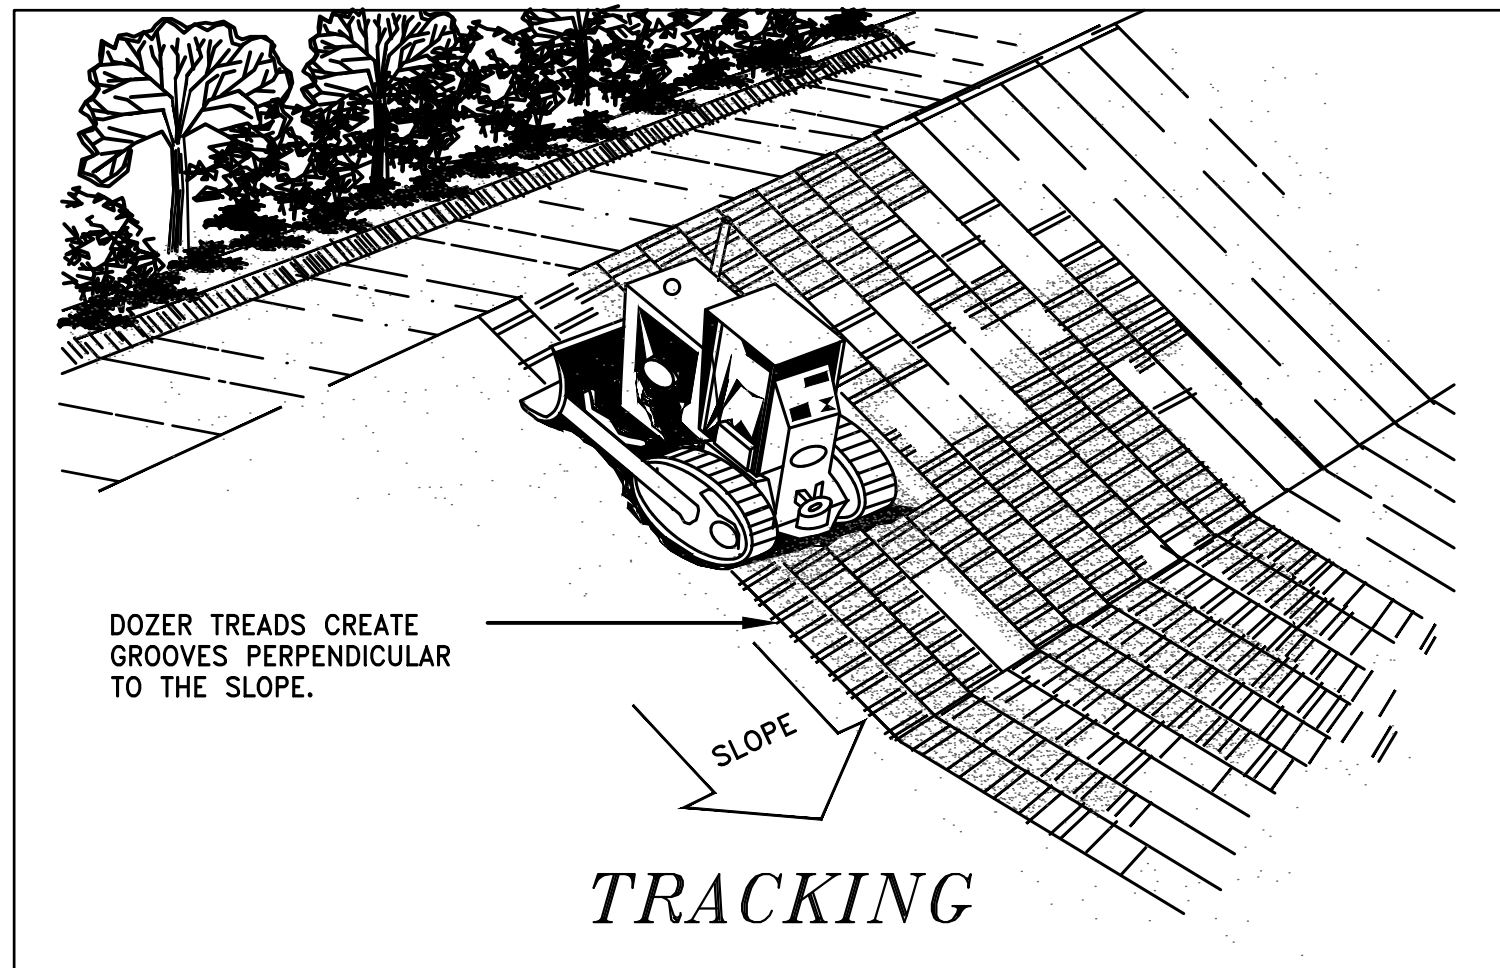 DOZER TREADS CREATE
GROOVES PERPENDICULAR
TO THE SLOPE.
SLOPE
TRACKING